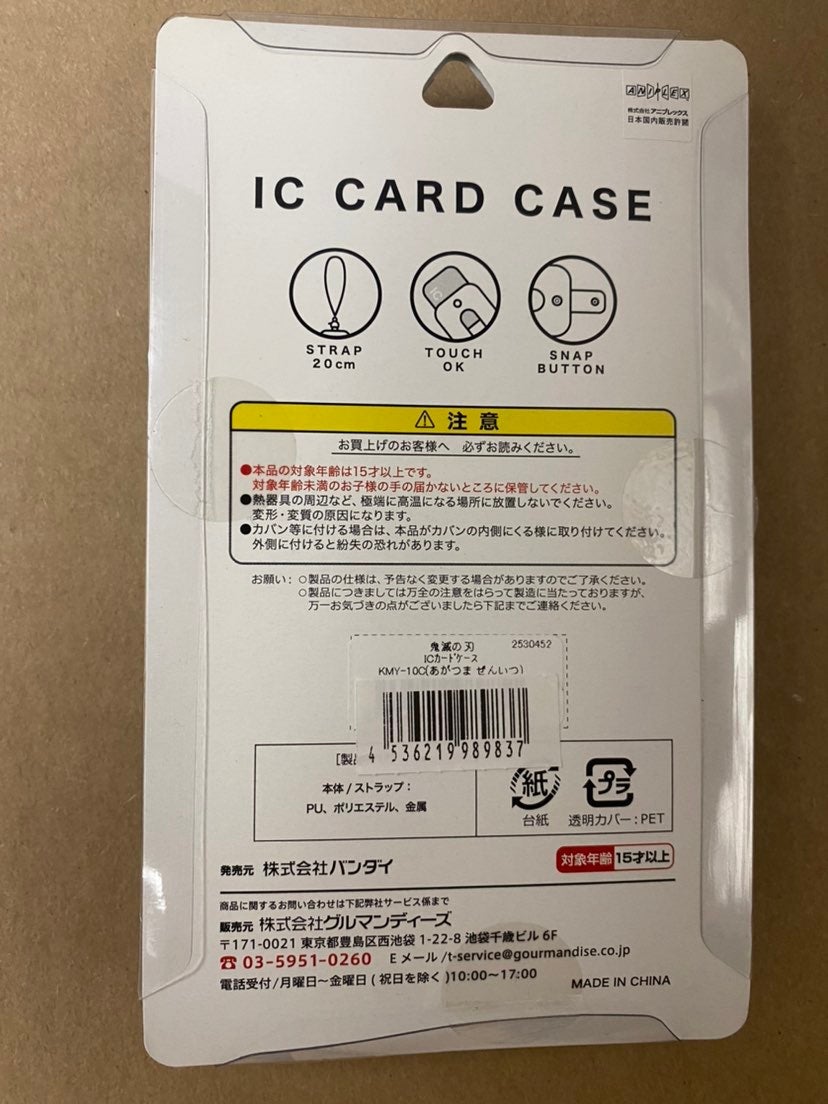 ANIPLEX
株式会社アニプレックス
日本国内販売許諾
IC CARD CASE
STRAP
20cm
IC
TOUCH
OK
SNAP
BUTTON
注意
お買上げのお客様へ 必ずお読みください。
●本品の対象年齢は15才以上です。
対象年齢未満のお子様の手の届かないところに保管してください。
●熱器具の周辺など、極端に高温になる場所に放置しないでください。
変形・変質の原因になります。
●カバン等に付ける場合は、本品がカバンの内側にくる様に取り付けてください。
外側に付けると紛失の恐れがあります。
お願い：○製品の仕様は、予告なく変更する場合がありますのでご了承ください。
○製品につきましては万全の注意をはらって製造に当たっておりますが、
万一お気づきの点がございましたら下記までご連絡ください。
鬼滅の刃 2530452
ICカードケース
KMY-10C(あがつま ぜんいつ)
4 536219 989837
[製
本体/ストラップ：
PU、ポリエステル、金属
紙
台紙
プラ
透明カバー：PET
発売元 株式会社バンダイ
対象年齢 15才以上
商品に関するお問い合わせは下記弊社サービス係まで
販売元 株式会社グルマンディーズ
〒171-0021 東京都豊島区西池袋 1-22-8 池袋千歳ビル 6F
☎ 03-5951-0260 Eメール/t-service@gourmandise.co.jp
電話受付/月曜日～金曜日(祝日を除く)10:00～17:00
MADE IN CHINA